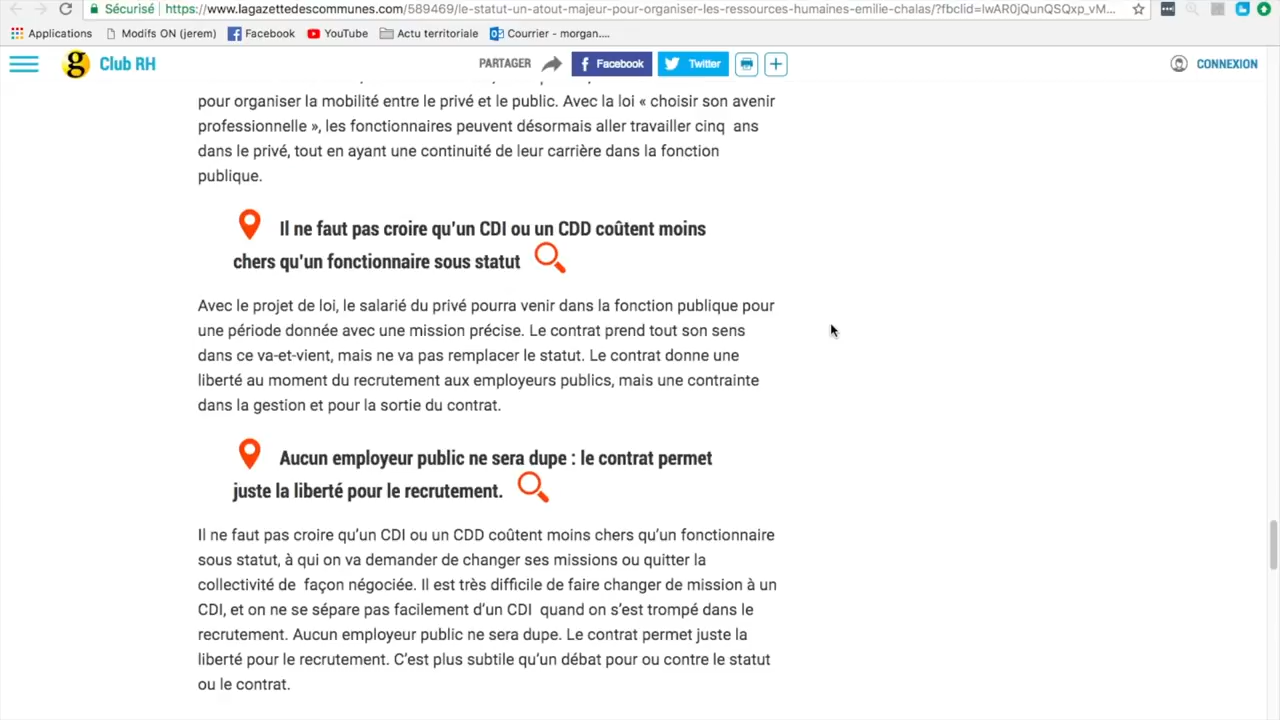 Sécurisé https://www.lagazettedescommunes.com/589469/le-statut-un-atout-majeur-pour-organiser-les-ressources-humaines-emilie-chalas/?fbclid=IwAR0jQunQSQxp_vM...
Applications Modifs ON (jerem) Facebook YouTube Actu territoriale Courrier - morgan....
g Club RH PARTAGER Facebook Twitter CONNEXION
pour organiser la mobilité entre le privé et le public. Avec la loi « choisir son avenir
professionnelle », les fonctionnaires peuvent désormais aller travailler cinq ans
dans le privé, tout en ayant une continuité de leur carrière dans la fonction
publique.
Il ne faut pas croire qu'un CDI ou un CDD coûtent moins
chers qu'un fonctionnaire sous statut
Avec le projet de loi, le salarié du privé pourra venir dans la fonction publique pour
une période donnée avec une mission précise. Le contrat prend tout son sens
dans ce va-et-vient, mais ne va pas remplacer le statut. Le contrat donne une
liberté au moment du recrutement aux employeurs publics, mais une contrainte
dans la gestion et pour la sortie du contrat.
Aucun employeur public ne sera dupe : le contrat permet
juste la liberté pour le recrutement.
Il ne faut pas croire qu'un CDI ou un CDD coûtent moins chers qu'un fonctionnaire
sous statut, à qui on va demander de changer ses missions ou quitter la
collectivité de façon négociée. Il est très difficile de faire changer de mission à un
CDI, et on ne se sépare pas facilement d'un CDI quand on s'est trompé dans le
recrutement. Aucun employeur public ne sera dupe. Le contrat permet juste la
liberté pour le recrutement. C'est plus subtile qu'un débat pour ou contre le statut
ou le contrat.